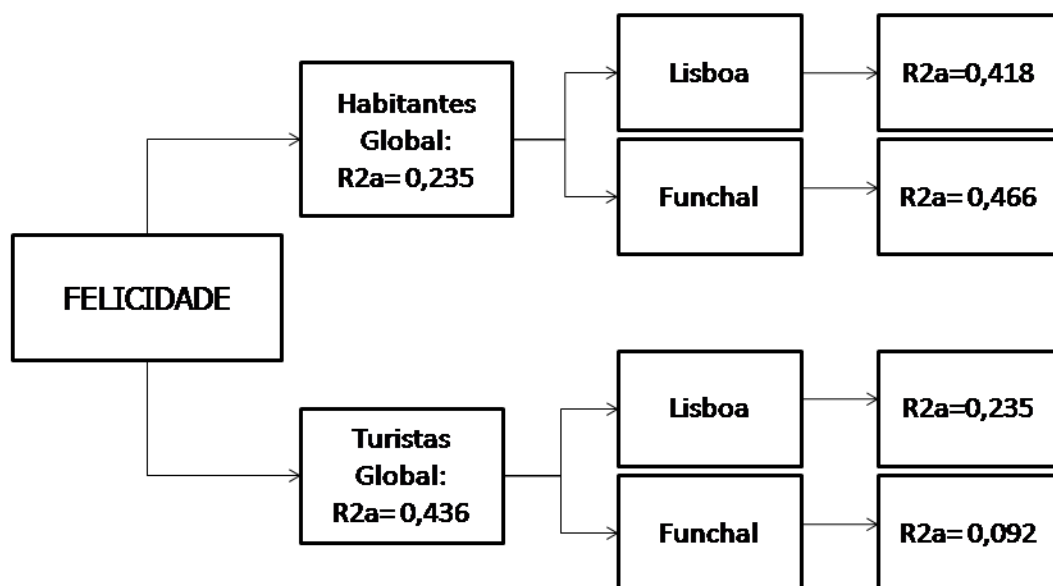 FELICIDADE
Habitantes
Global:
R2a= 0,235
Lisboa
R2a=0,418
Funchal
R2a= 0,466
Turistas
Global:
R2a= 0,436
Lisboa
R2a=0,235
Funchal
R2a= 0,092